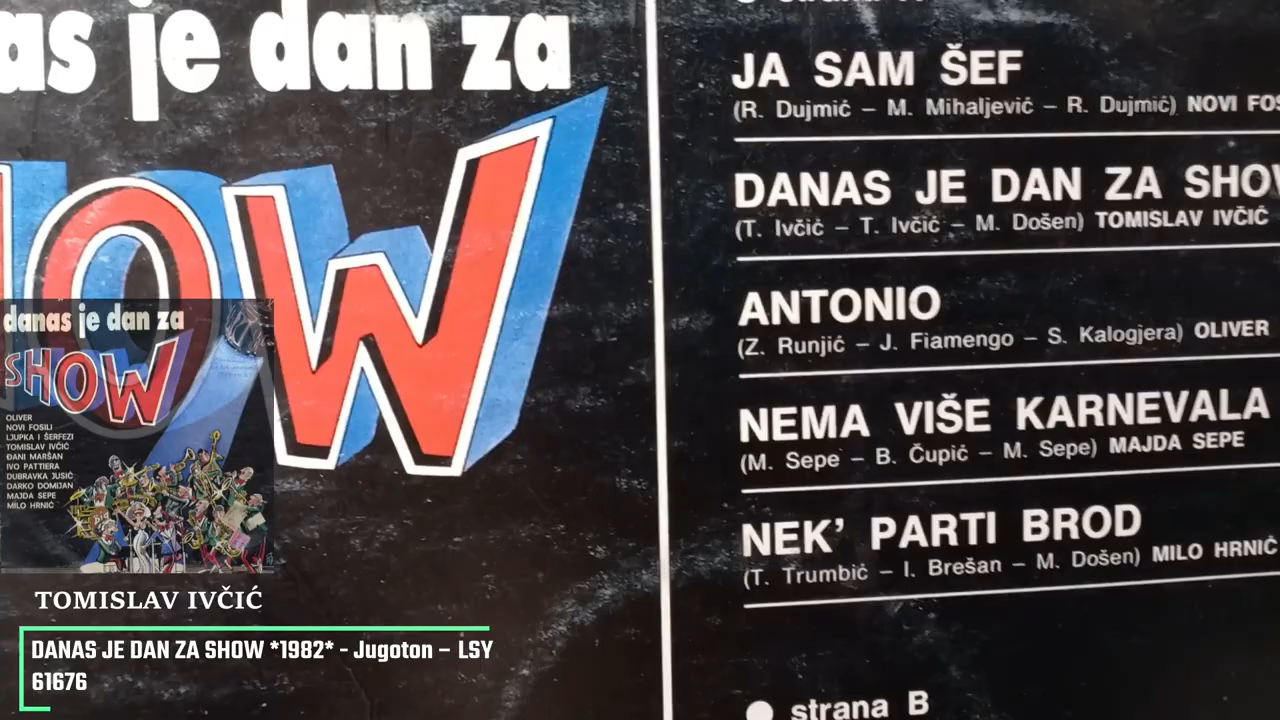 as je dan za
OW
JA SAM ŠEF
(R. Dujmić – M. Mihaljević – R. Dujmić) NOVI FOS
DANAS JE DAN ZA SHOW
(T. Ivčić – T. Ivčić – M. Došen) TOMISLAV IVČIĆ
ANTONIO
(Z. Runjić – J. Fiamengo – S. Kalogjera) OLIVER
NEMA VIŠE KARNEVALA
(M. Sepe – B. Čupić – M. Sepe) MAJDA SEPE
NEK' PARTI BROD
(T. Trumbić – I. Brešan – M. Došen) MILO HRNIĆ
strana B
danas je dan za
SHOW
OLIVER
NOVI FOSILI
LJUPKA I ŠERFEZI
TOMISLAV IVČIĆ
ĐANI MARŠAN
IVO PATTIERA
DUBRAVKA JUSIĆ
DARKO DOMIJAN
MAJDA SEPE
MILO HRNIĆ
TOMISLAV IVČIĆ
DANAS JE DAN ZA SHOW *1982* - Jugoton – LSY
61676